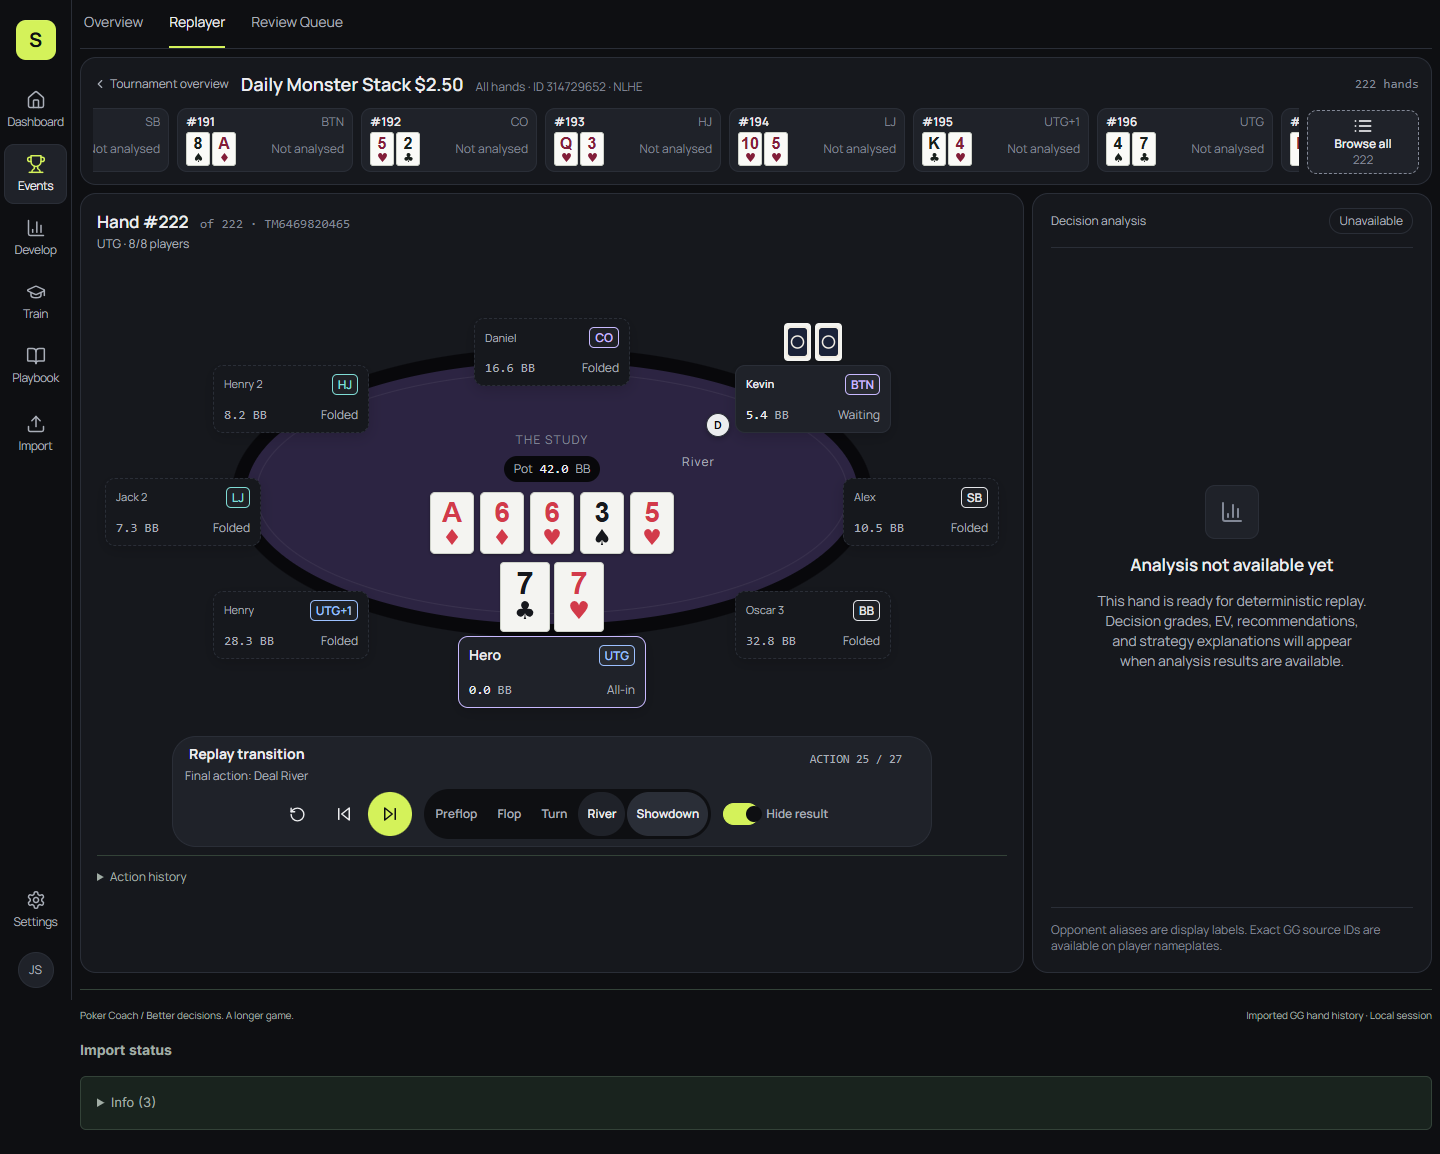 S
Dashboard
Events
Develop
Train
Playbook
Import
Settings
JS
Overview
Replayer
Review Queue
Tournament overview
Daily Monster Stack $2.50
All hands · ID 314729652 · NLHE
222 hands
SB
Not analysed
#191
BTN
8
A
Not analysed
#192
CO
5
2
Not analysed
#193
HJ
Q
3
Not analysed
#194
LJ
10
5
Not analysed
#195
UTG+1
K
4
Not analysed
#196
UTG
4
7
Not analysed
#
Browse all
222
Hand #222 of 222 · TM6469820465
UTG · 8/8 players
Daniel
CO
16.6 BB
Folded
Henry 2
HJ
8.2 BB
Folded
Kevin
BTN
5.4 BB
Waiting
D
THE STUDY
River
Pot 42.0 BB
Jack 2
LJ
7.3 BB
Folded
A
6
6
3
5
Alex
SB
10.5 BB
Folded
7
7
Henry
UTG+1
28.3 BB
Folded
Oscar 3
BB
32.8 BB
Folded
Hero
UTG
0.0 BB
All-in
Replay transition
ACTION 25 / 27
Final action: Deal River
Preflop
Flop
Turn
River
Showdown
Hide result
Action history
Decision analysis
Unavailable
Analysis not available yet
This hand is ready for deterministic replay.
Decision grades, EV, recommendations,
and strategy explanations will appear
when analysis results are available.
Opponent aliases are display labels. Exact GG source IDs are
available on player nameplates.
Poker Coach / Better decisions. A longer game.
Imported GG hand history · Local session
Import status
Info (3)